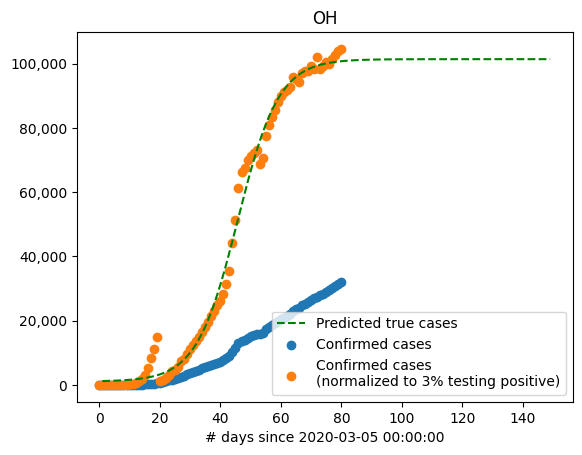 OH
100,000
80,000
60,000
40,000
20,000
0
Predicted true cases
Confirmed cases
Confirmed cases
(normalized to 3% testing positive)
0 20 40 60 80 100 120 140
# days since 2020-03-05 00:00:00